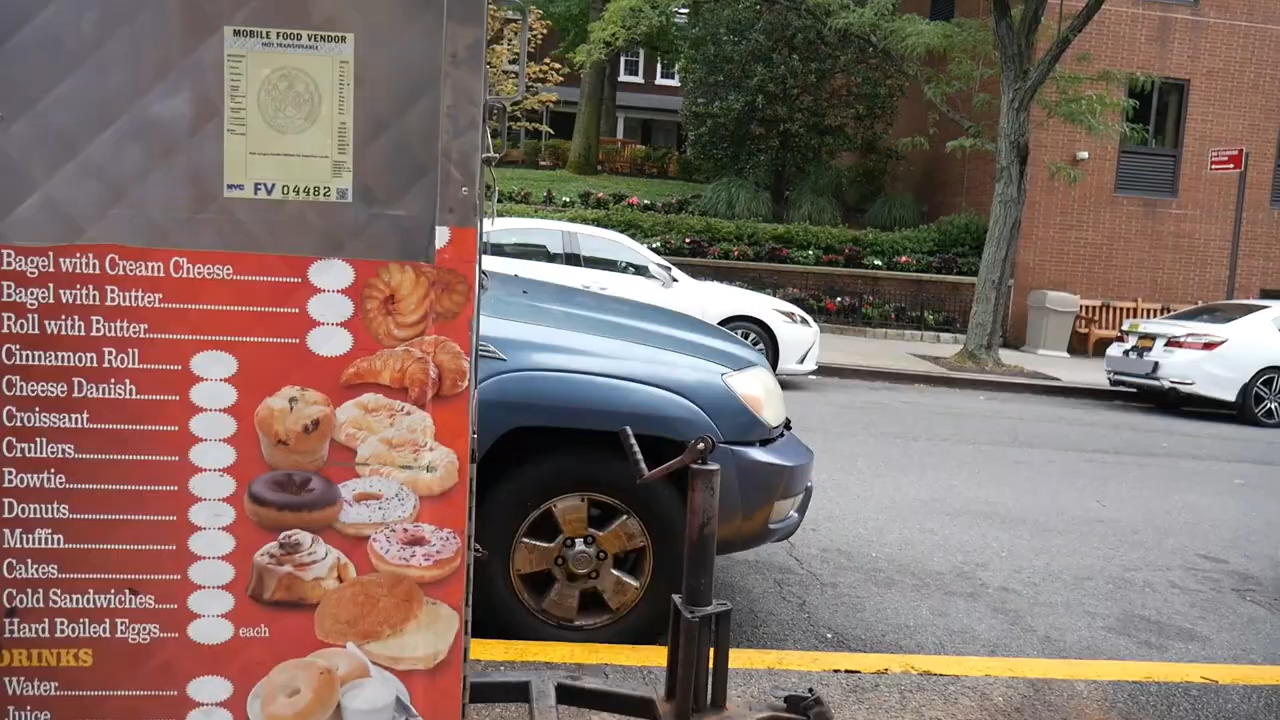 MOBILE FOOD VENDOR
NOT TRANSFERABLE
NYC FV 04482
Bagel with Cream Cheese
Bagel with Butter
Roll with Butter
Cinnamon Roll
Cheese Danish
Croissant
Crullers
Bowtie
Donuts
Muffin
Cakes
Cold Sandwiches
Hard Boiled Eggs each
DRINKS
Water
Juice